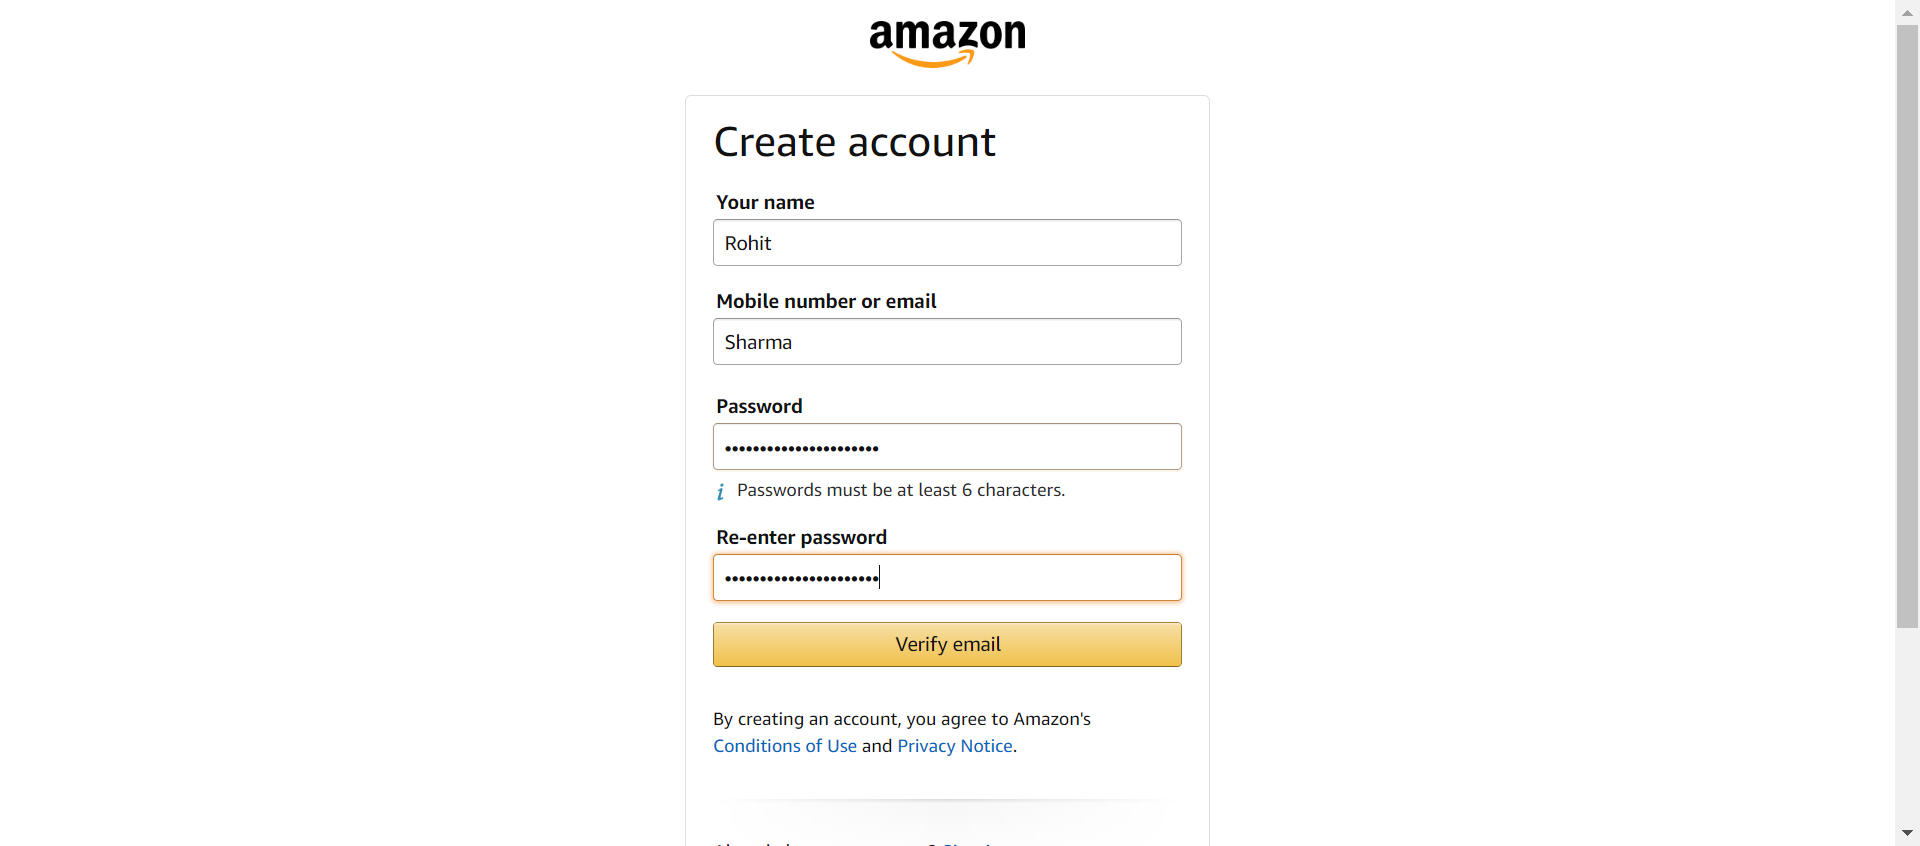 amazon
Create account
Your name
Rohit
Mobile number or email
Sharma
Password
••••••••••••••••••••••
i Passwords must be at least 6 characters.
Re-enter password
••••••••••••••••••••••
Verify email
By creating an account, you agree to Amazon's
Conditions of Use and Privacy Notice.